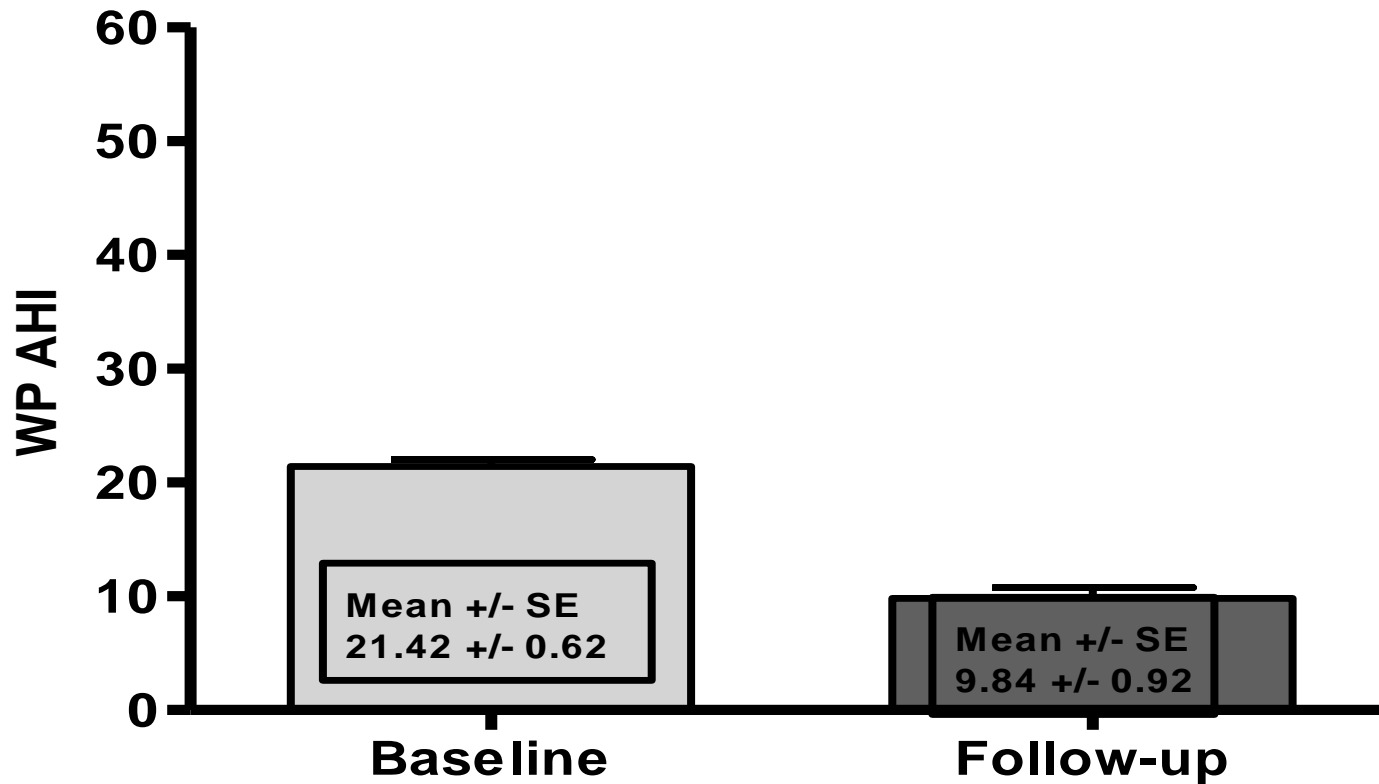 60
50
40
30
20
10
0
WP AHI
Mean +/- SE
21.42 +/- 0.62
Mean +/- SE
9.84 +/- 0.92
Baseline
Follow-up